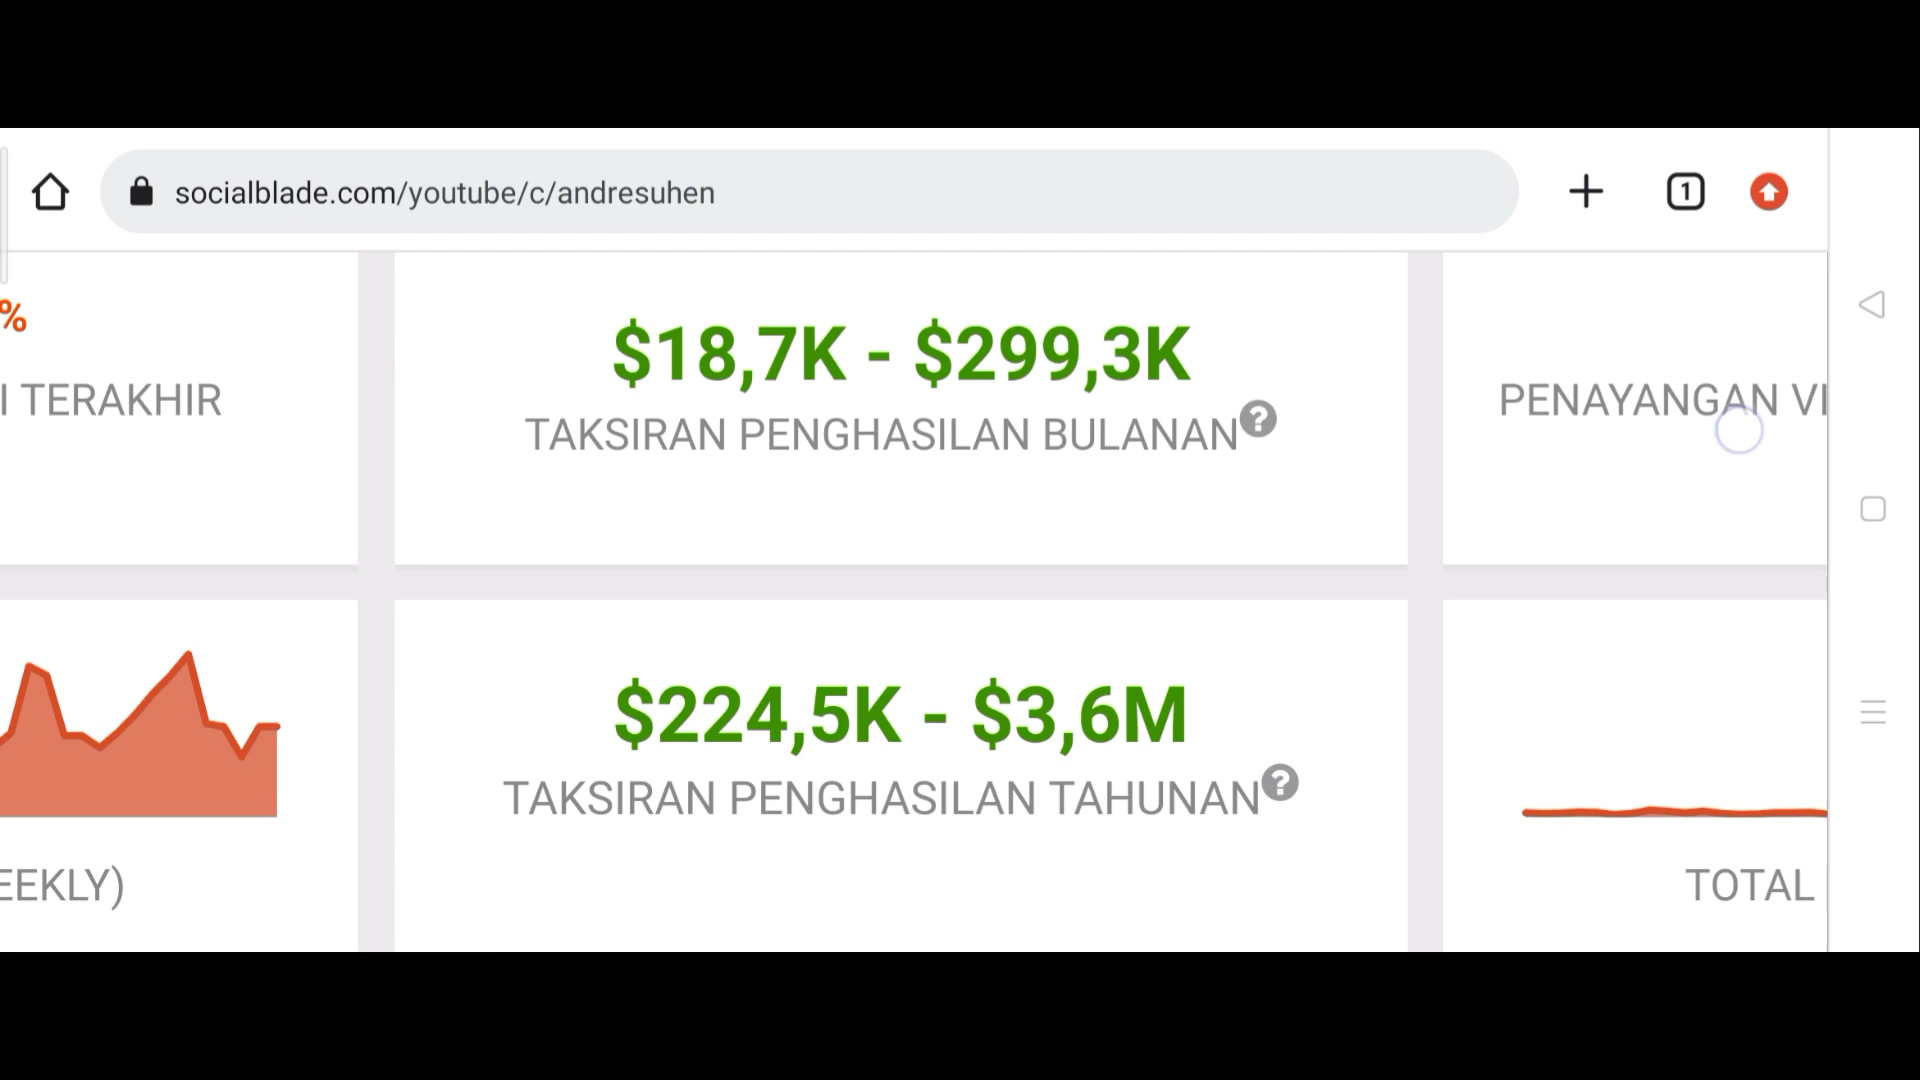 socialblade.com/youtube/c/andresuhen
1
%
I TERAKHIR
$18,7K - $299,3K
TAKSIRAN PENGHASILAN BULANAN?
PENAYANGAN VI
EEKLY)
$224,5K - $3,6M
TAKSIRAN PENGHASILAN TAHUNAN?
TOTAL